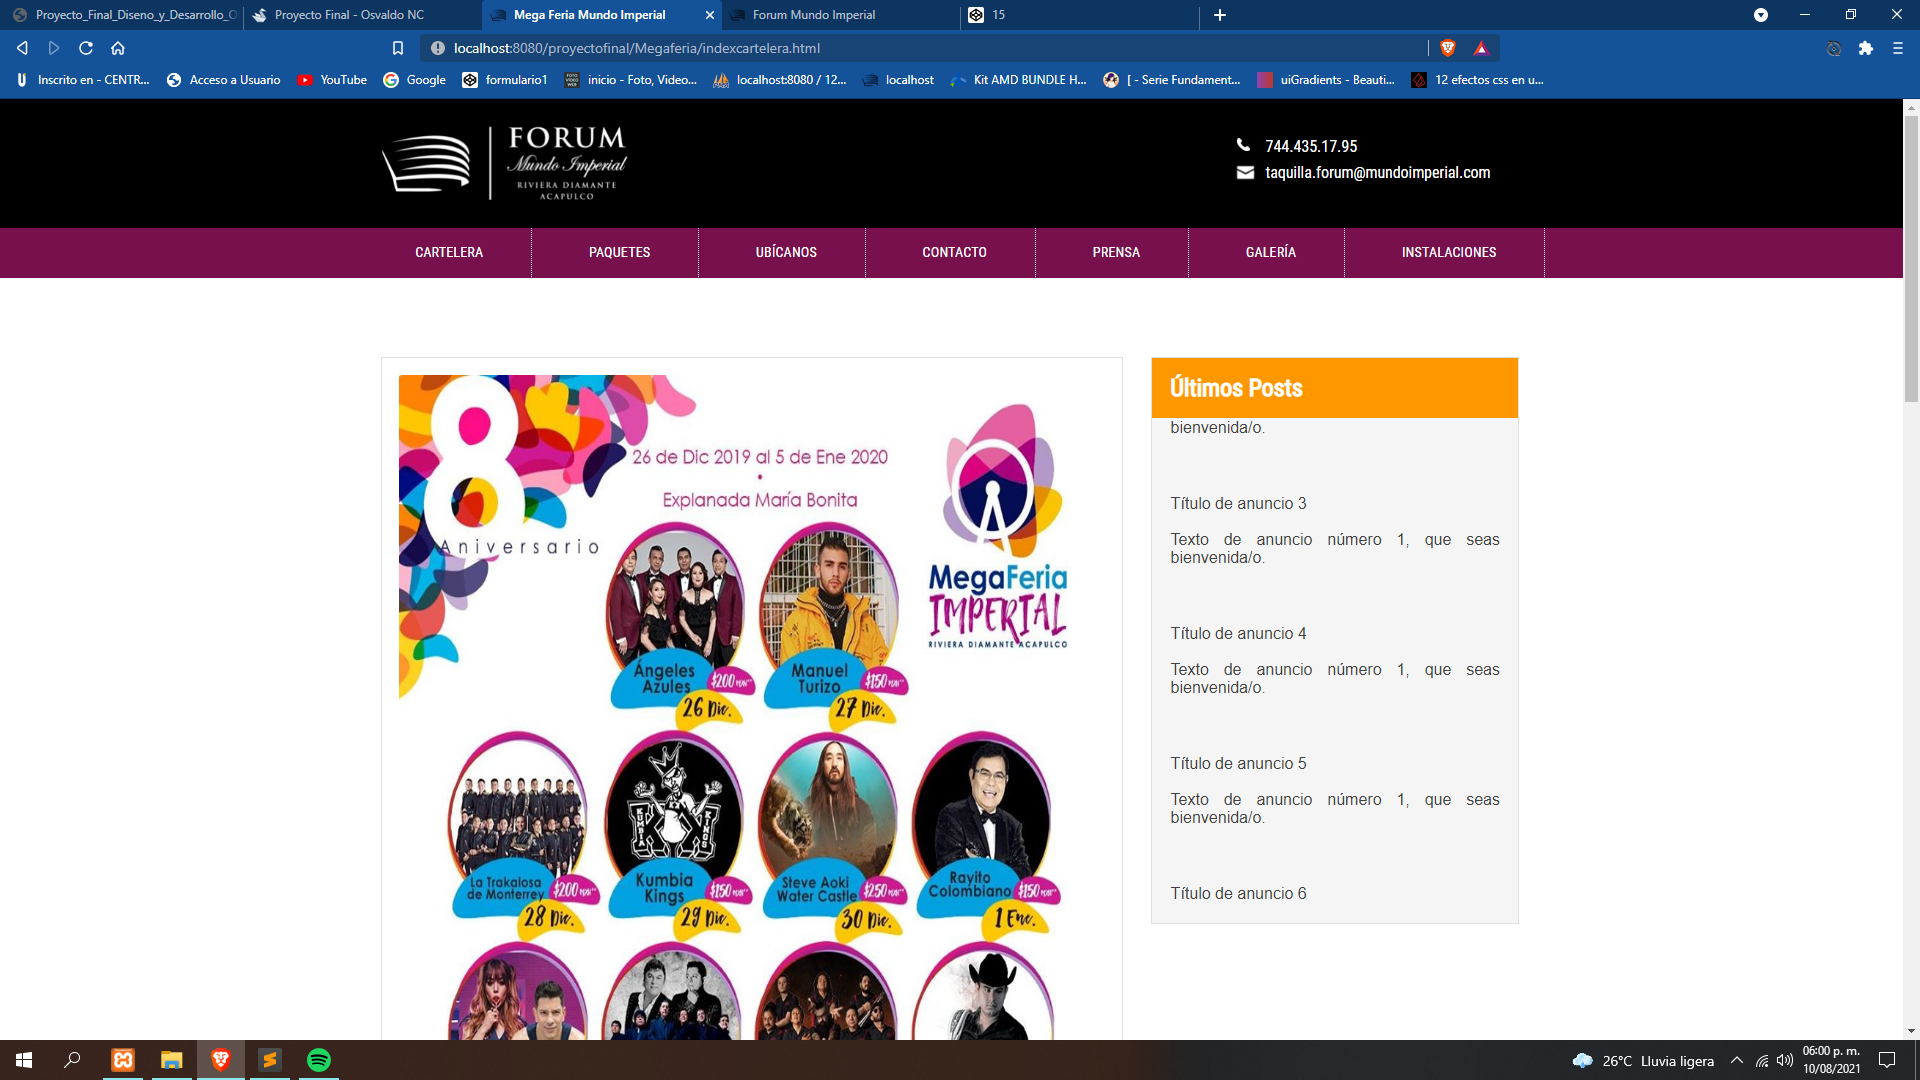 Proyecto_Final_Diseno_y_Desarrollo_O
Proyecto Final - Osvaldo NC
Mega Feria Mundo Imperial
Forum Mundo Imperial
15
localhost:8080/proyectofinal/Megaferia/indexcartelera.html
Inscrito en - CENTR...
Acceso a Usuario
YouTube
Google
formulario1
inicio - Foto, Video...
localhost:8080 / 12...
localhost
Kit AMD BUNDLE H...
[ - Serie Fundament...
uiGradients - Beauti...
12 efectos css en u...
FORUM
Mundo Imperial
RIVIERA DIAMANTE
ACAPULCO
744.435.17.95
taquilla.forum@mundoimperial.com
CARTELERA
PAQUETES
UBÍCANOS
CONTACTO
PRENSA
GALERÍA
INSTALACIONES
8
Aniversario
26 de Dic 2019 al 5 de Ene 2020
•
Explanada María Bonita
MegaFeria
IMPERIAL
RIVIERA DIAMANTE ACAPULCO
Ángeles
Azules
$200
26 Dic.
Manuel
Turizo
$150
27 Dic.
La Trakalosa
de Monterrey
$200
28 Dic.
KUMBIA
KINGS
Kumbia
Kings
$150
29 Dic.
Steve Aoki
Water Castle
$250
30 Dic.
Rayito
Colombiano
$150
1 Ene.
Últimos Posts
bienvenida/o.
Título de anuncio 3
Texto de anuncio número 1, que seas
bienvenida/o.
Título de anuncio 4
Texto de anuncio número 1, que seas
bienvenida/o.
Título de anuncio 5
Texto de anuncio número 1, que seas
bienvenida/o.
Título de anuncio 6
26°C Lluvia ligera
06:00 p. m.
10/08/2021